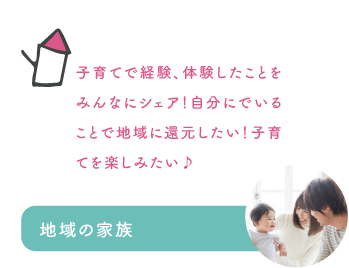 子育てで経験、体験したことを
みんなにシェア！自分にでいる
ことで地域に還元したい！子育
てを楽しみたい♪
地域の家族